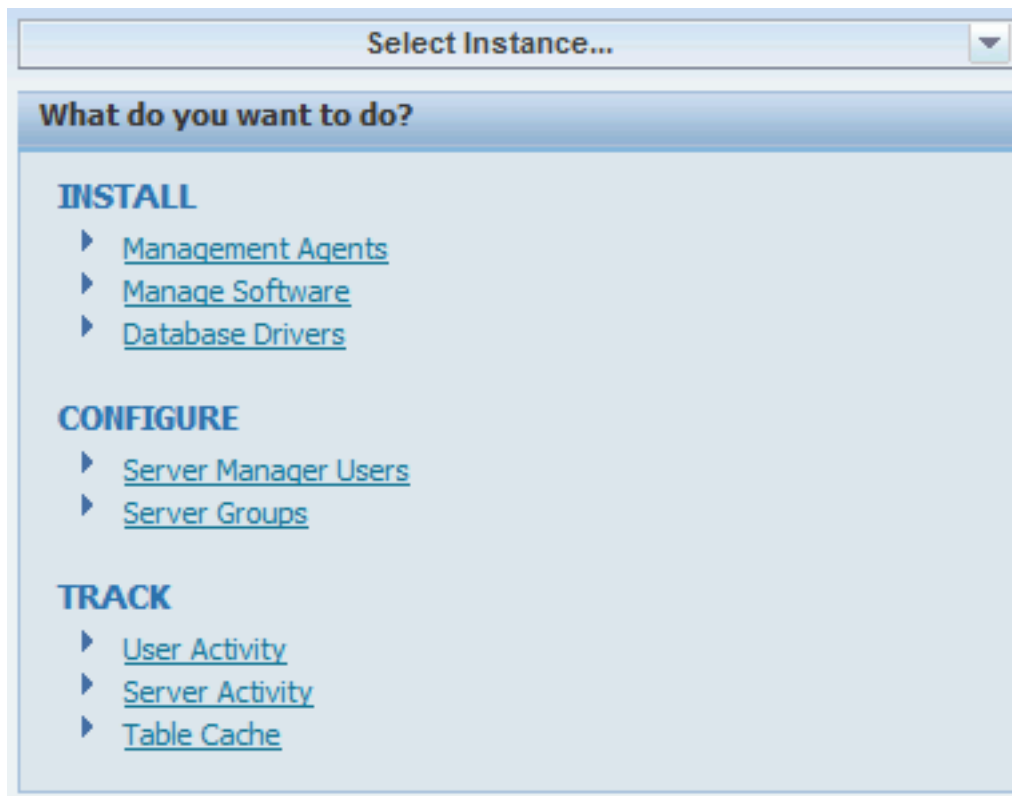 Select Instance...
What do you want to do?
INSTALL
Management Agents
Manage Software
Database Drivers
CONFIGURE
Server Manager Users
Server Groups
TRACK
User Activity
Server Activity
Table Cache